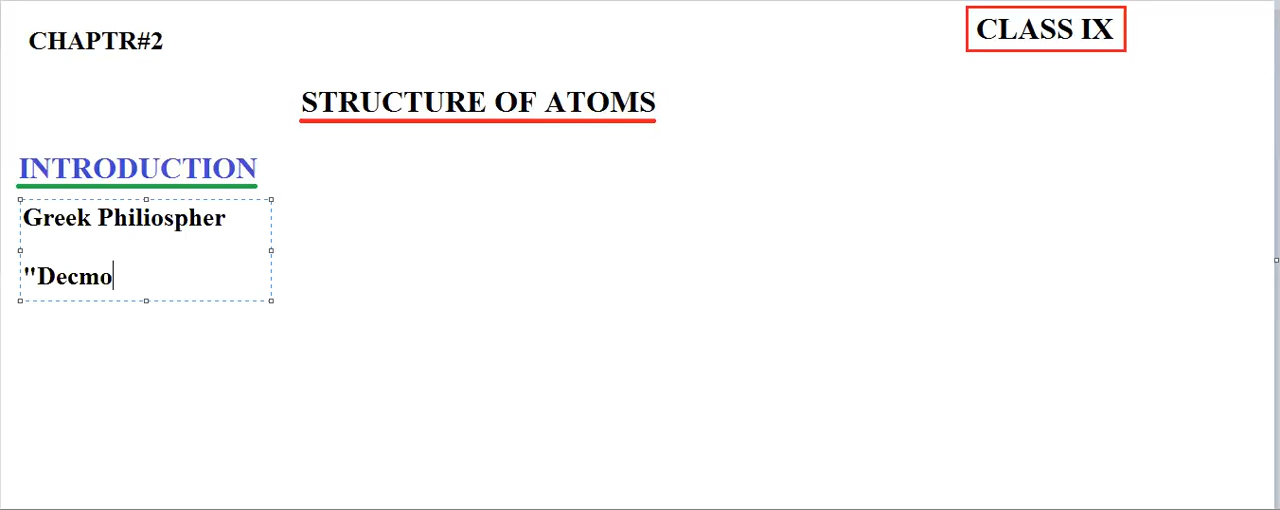 CHAPTR#2
CLASS IX
STRUCTURE OF ATOMS
INTRODUCTION
Greek Philiospher
"Decmo